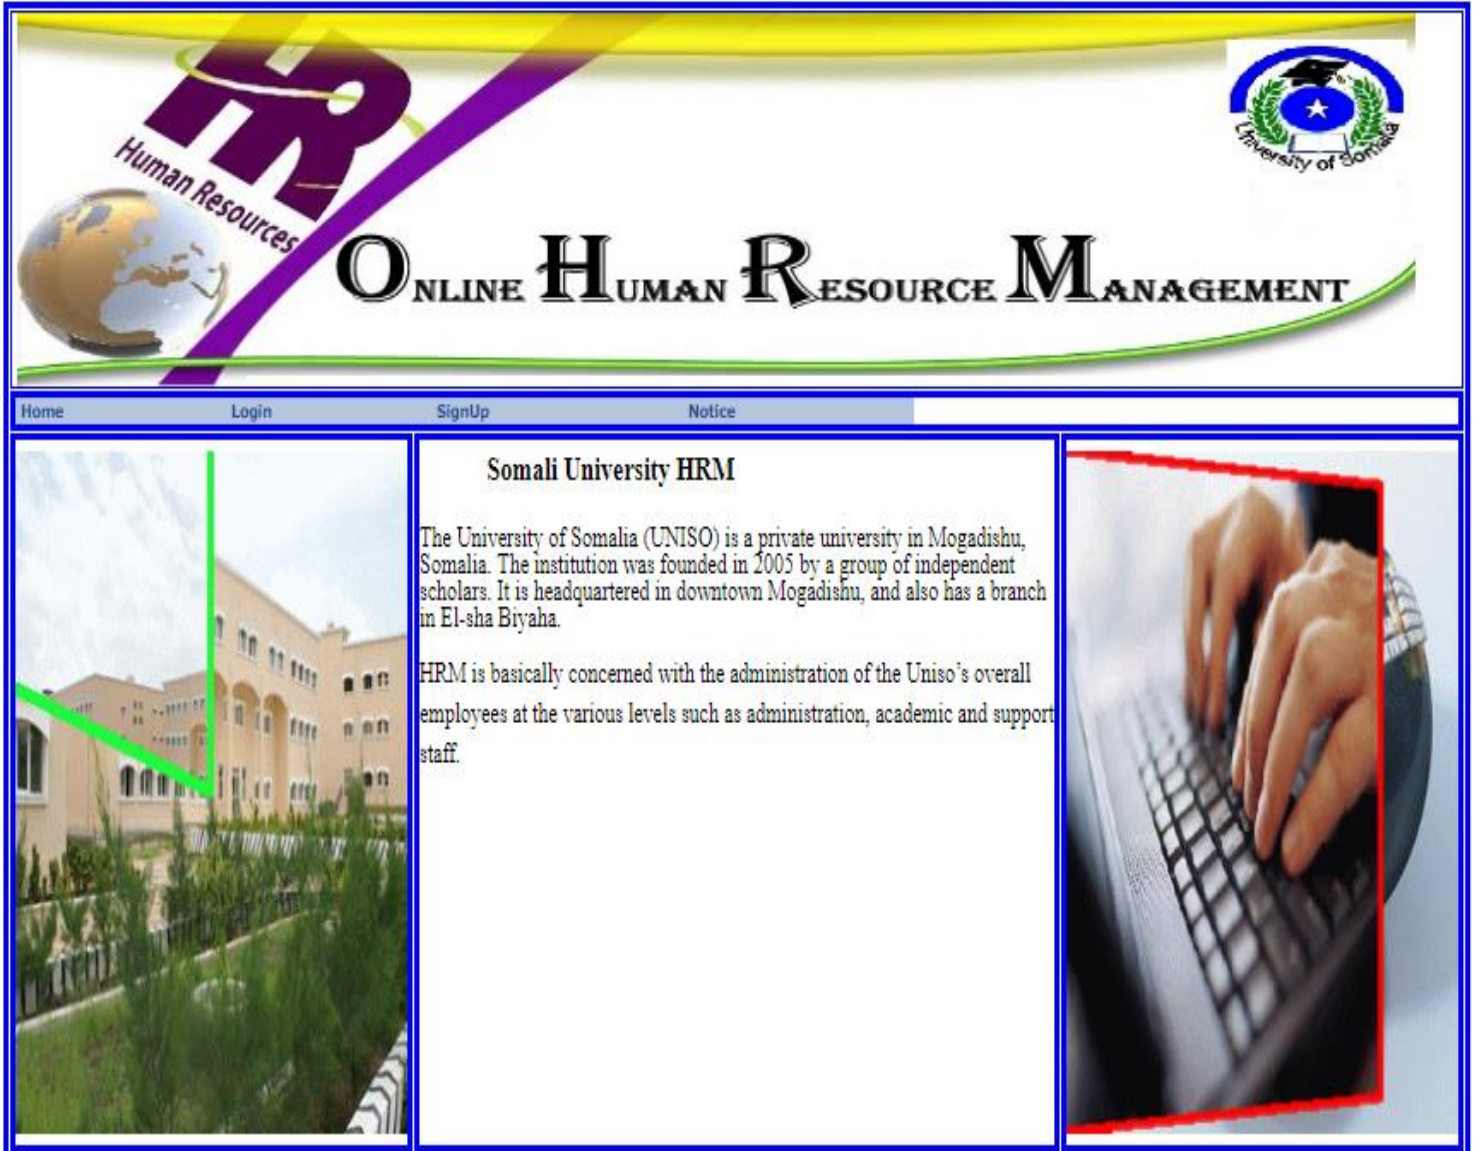 HR
Human Resources
University of Somalia
Online Human Resource Management
Home Login SignUp Notice
Somali University HRM
The University of Somalia (UNISO) is a private university in Mogadishu,
Somalia. The institution was founded in 2005 by a group of independent
scholars. It is headquartered in downtown Mogadishu, and also has a branch
in El-sha Biyaha.
HRM is basically concerned with the administration of the Uniso’s overall
employees at the various levels such as administration, academic and support
staff.